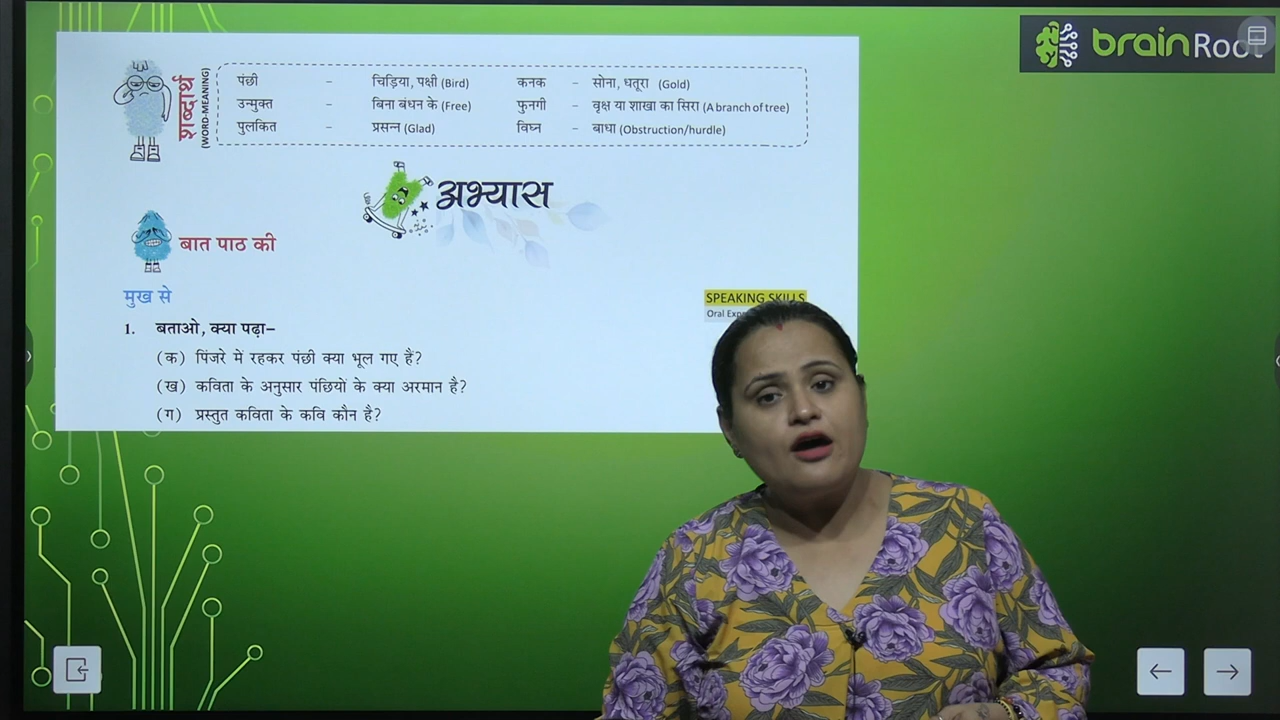 brainRoot
शब्दार्थ
(WORD-MEANING)
पंछी – चिड़िया, पक्षी (Bird) कनक – सोना, धतूरा (Gold)
उन्मुक्त – बिना बंधन के (Free) फुनगी – वृक्ष या शाखा का सिरा (A branch of tree)
पुलकित – प्रसन्न (Glad) विघ्न – बाधा (Obstruction/hurdle)
अभ्यास
बात पाठ की
मुख से
SPEAKING SKILLS
Oral
1. बताओ, क्या पढ़ा–
(क) पिंजरे में रहकर पंछी क्या भूल गए हैं?
(ख) कविता के अनुसार पंछियों के क्या अरमान है?
(ग) प्रस्तुत कविता के कवि कौन है?